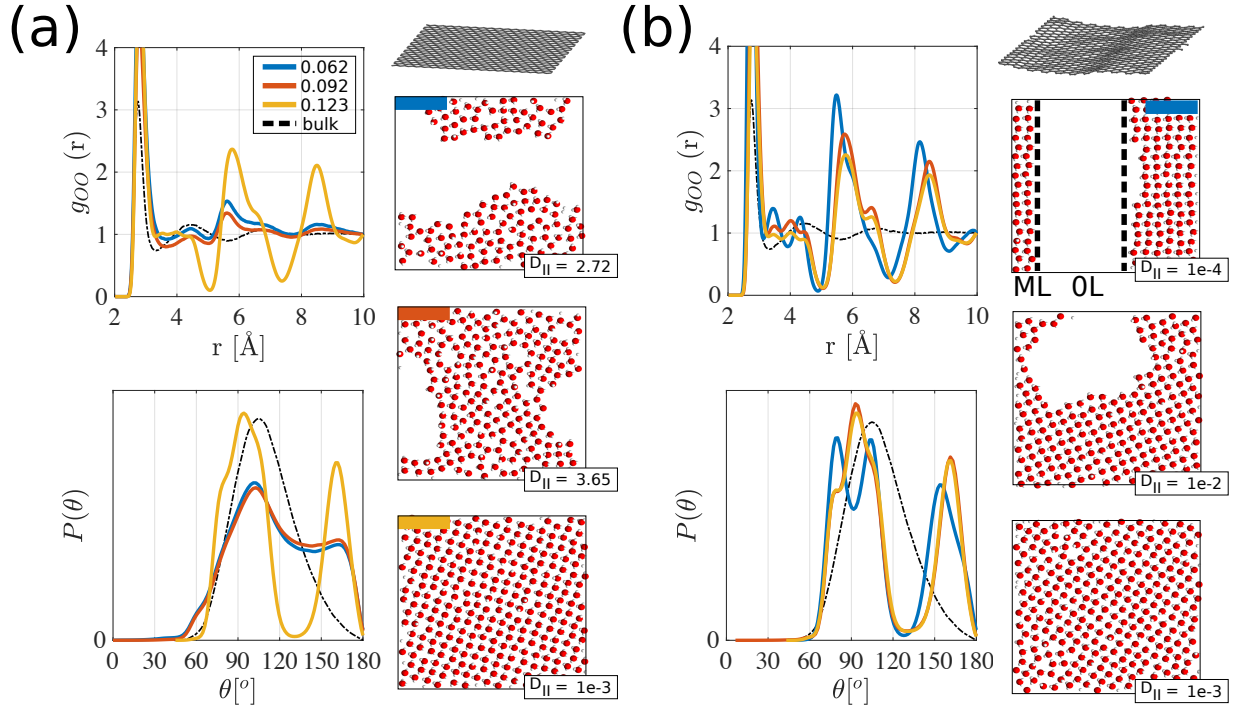 (a)
4
3
2
1
0
g_OO (r)
0.062
0.092
0.123
bulk
2 4 6 8 10
r [Å]
D_II = 2.72
D_II = 3.65
P(θ)
0
0 30 60 90 120 150 180
θ[°]
D_II = 1e-3
(b)
4
3
2
1
0
g_OO (r)
2 4 6 8 10
r [Å]
D_II = 1e-4
ML 0L
D_II = 1e-2
P(θ)
0
0 30 60 90 120 150 180
θ[°]
D_II = 1e-3